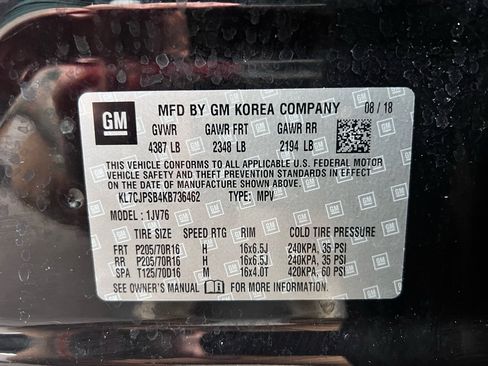 GM MFD BY GM KOREA COMPANY 08/18
GVWR GAWR FRT GAWR RR
4387 LB 2348 LB 2194 LB
THIS VEHICLE CONFORMS TO ALL APPLICABLE U.S. FEDERAL MOTOR
VEHICLE SAFETY AND THEFT PREVENTION STANDARDS IN EFFECT
ON THE DATE OF MANUFACTURE SHOWN ABOVE.
KL7CJPSB4KB736462 TYPE: MPV
MODEL: 1JV76
TIRE SIZE SPEED RTG RIM COLD TIRE PRESSURE
FRT P205/70R16 H 16x6.5J 240KPA, 35 PSI
RR P205/70R16 H 16x6.5J 240KPA, 35 PSI
SPA T125/70D16 M 16x4.0T 420KPA, 60 PSI
SEE OWNER'S MANUAL FOR MORE INFORMATION.